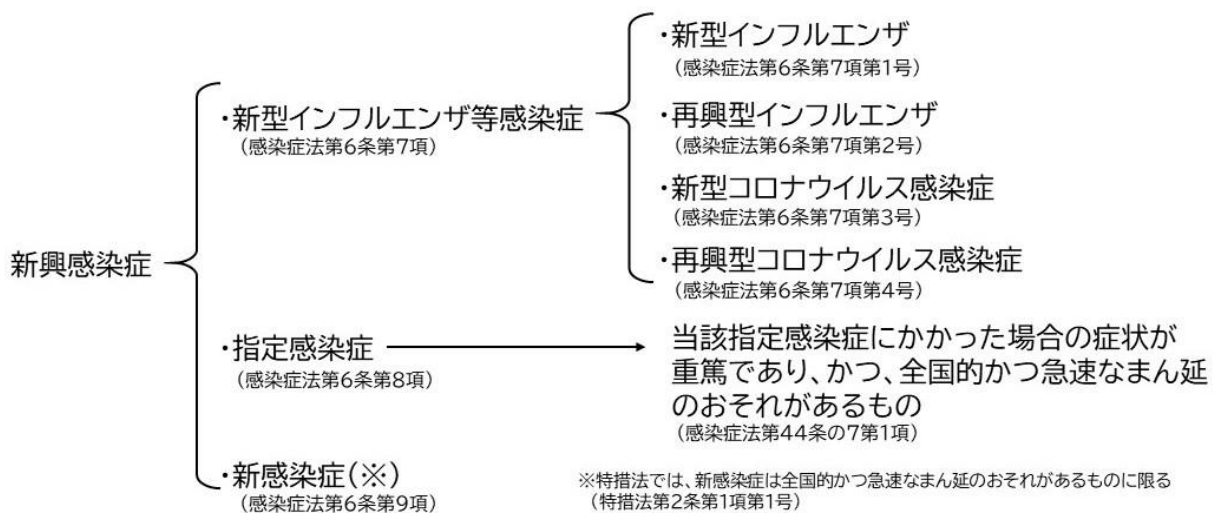 新興感染症
・新型インフルエンザ等感染症
（感染症法第6条第7項）
・新型インフルエンザ
（感染症法第6条第7項第1号）
・再興型インフルエンザ
（感染症法第6条第7項第2号）
・新型コロナウイルス感染症
（感染症法第6条第7項第3号）
・再興型コロナウイルス感染症
（感染症法第6条第7項第4号）
・指定感染症
（感染症法第6条第8項）
当該指定感染症にかかった場合の症状が
重篤であり、かつ、全国的かつ急速なまん延
のおそれがあるもの
（感染症法第44条の7第1項）
・新感染症（※）
（感染症法第6条第9項）
※特措法では、新感染症は全国的かつ急速なまん延のおそれがあるものに限る
（特措法第2条第1項第1号）